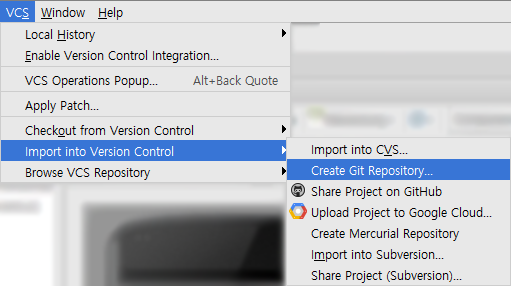 VCS Window Help
Local History
Enable Version Control Integration...
VCS Operations Popup... Alt+Back Quote
Apply Patch...
Checkout from Version Control
Import into Version Control
Browse VCS Repository
Import into CVS...
Create Git Repository...
Share Project on GitHub
Upload Project to Google Cloud...
Create Mercurial Repository
Import into Subversion...
Share Project (Subversion)...